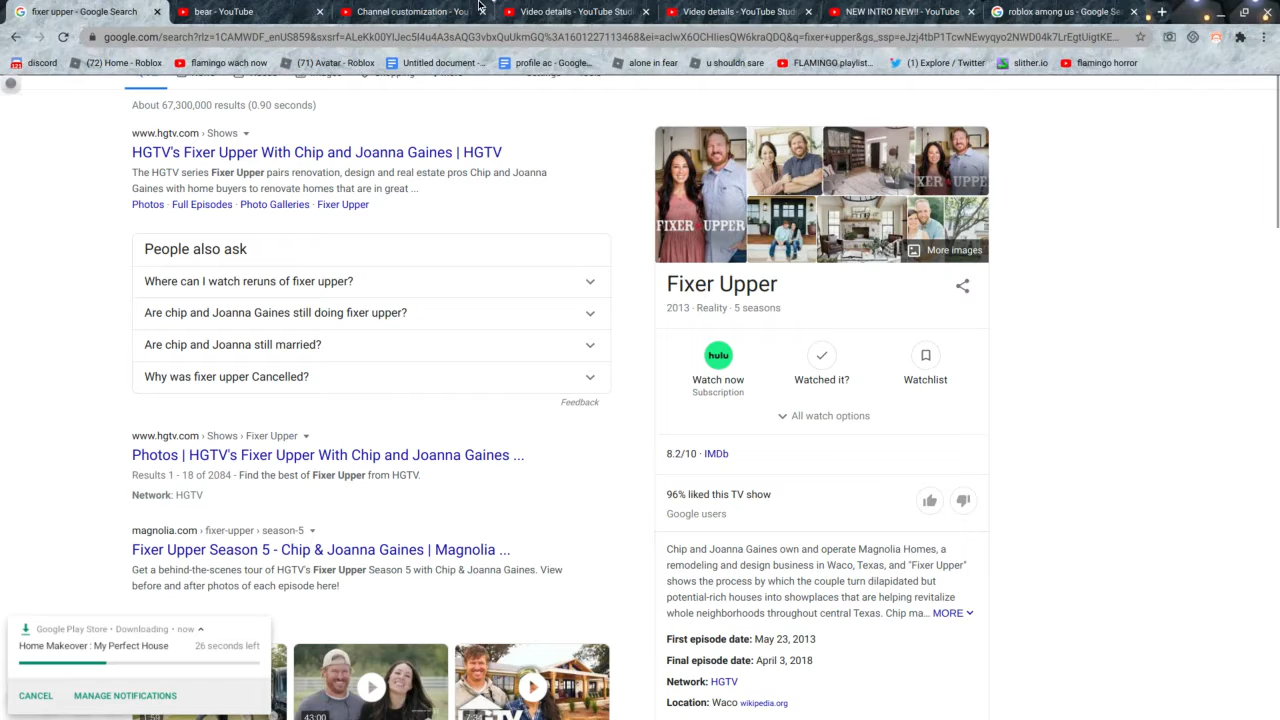 fixer upper - Google Search
bear - YouTube
Channel customization - You
Video details - YouTube Studi
Video details - YouTube Studi
NEW INTRO NEW!! - YouTube
roblox among us - Google Sea
discord
(72) Home - Roblox
flamingo wach now
(71) Avatar - Roblox
Untitled document -...
profile ac - Google...
alone in fear
u shouldn sare
FLAMINGO playlist...
(1) Explore / Twitter
slither.io
flamingo horror
About 67,300,000 results (0.90 seconds)
www.hgtv.com › Shows
HGTV's Fixer Upper With Chip and Joanna Gaines | HGTV
The HGTV series Fixer Upper pairs renovation, design and real estate pros Chip and Joanna
Gaines with home buyers to renovate homes that are in great ...
Photos · Full Episodes · Photo Galleries · Fixer Upper
People also ask
Where can I watch reruns of fixer upper?
Are chip and Joanna Gaines still doing fixer upper?
Are chip and Joanna still married?
Why was fixer upper Cancelled?
Feedback
www.hgtv.com › Shows › Fixer Upper
Photos | HGTV's Fixer Upper With Chip and Joanna Gaines ...
Results 1 - 18 of 2084 - Find the best of Fixer Upper from HGTV.
Network: HGTV
magnolia.com › fixer-upper › season-5
Fixer Upper Season 5 - Chip & Joanna Gaines | Magnolia ...
Get a behind-the-scenes tour of HGTV's Fixer Upper Season 5 with Chip & Joanna Gaines. View
before and after photos of each episode here!
Google Play Store • Downloading • now
Home Makeover : My Perfect House
26 seconds left
CANCEL
MANAGE NOTIFICATIONS
1:59
43:00
7:34
HGTV
FIXER UPPER
XER UPPE
More images
Fixer Upper
2013 · Reality · 5 seasons
hulu
Watch now
Subscription
Watched it?
Watchlist
All watch options
8.2/10 · IMDb
96% liked this TV show
Google users
Chip and Joanna Gaines own and operate Magnolia Homes, a
remodeling and design business in Waco, Texas, and "Fixer Upper"
shows the process by which the couple turn dilapidated but
potential-rich houses into showplaces that are helping revitalize
whole neighborhoods throughout central Texas. Chip ma... MORE
First episode date: May 23, 2013
Final episode date: April 3, 2018
Network: HGTV
Location: Waco wikipedia.org